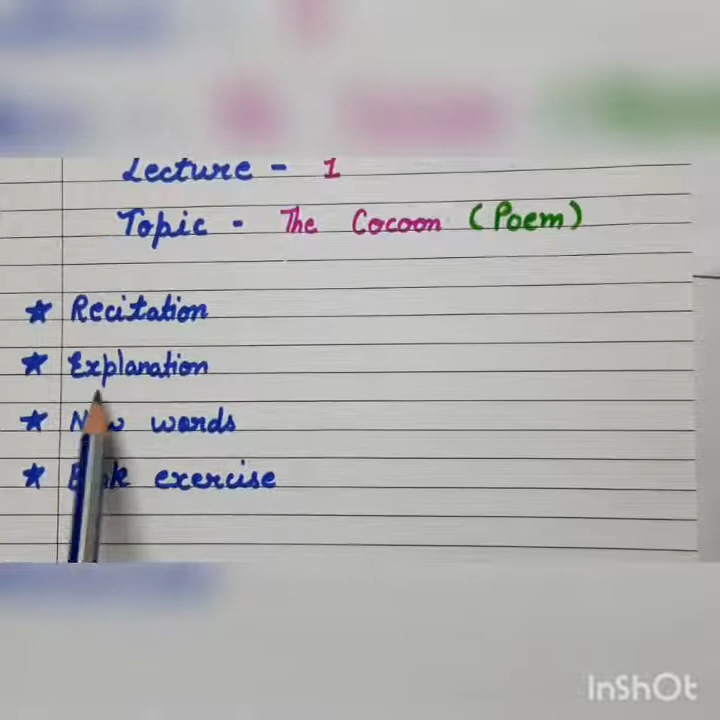 Lecture - 1
Topic - The Cocoon (Poem)
★ Recitation
★ Explanation
★ words
★ exercise
InShOt